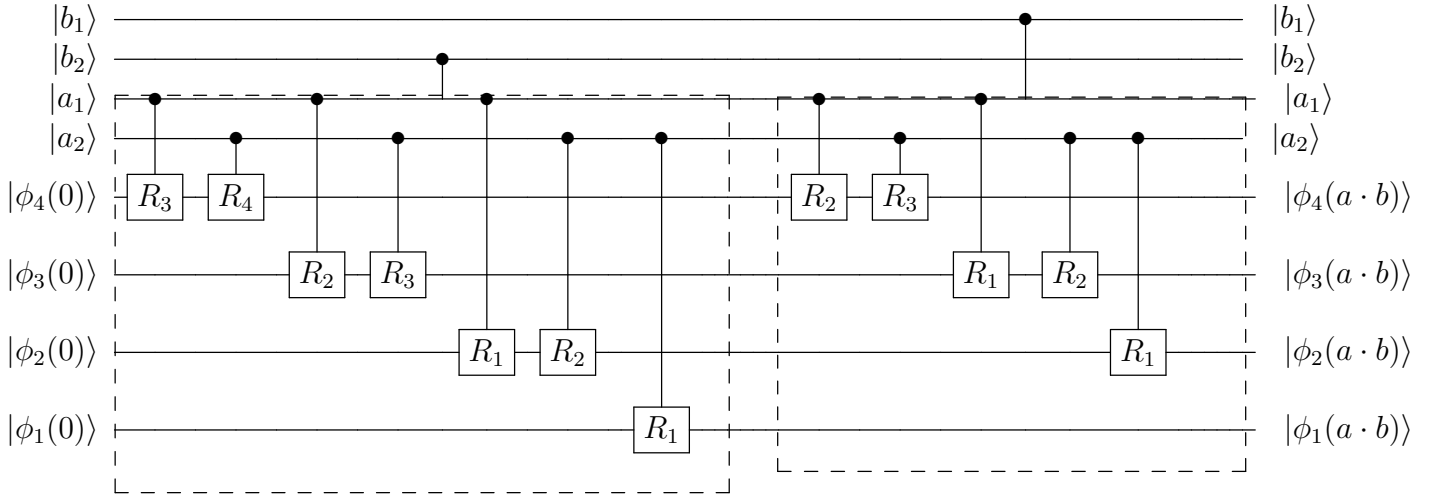 |b₁⟩ |b₁⟩
|b₂⟩ |b₂⟩
|a₁⟩ |a₁⟩
|a₂⟩ |a₂⟩
|ϕ₄(0)⟩ R₃ R₄ R₂ R₃ |ϕ₄(a · b)⟩
|ϕ₃(0)⟩ R₂ R₃ R₁ R₂ |ϕ₃(a · b)⟩
|ϕ₂(0)⟩ R₁ R₂ R₁ |ϕ₂(a · b)⟩
|ϕ₁(0)⟩ R₁ |ϕ₁(a · b)⟩